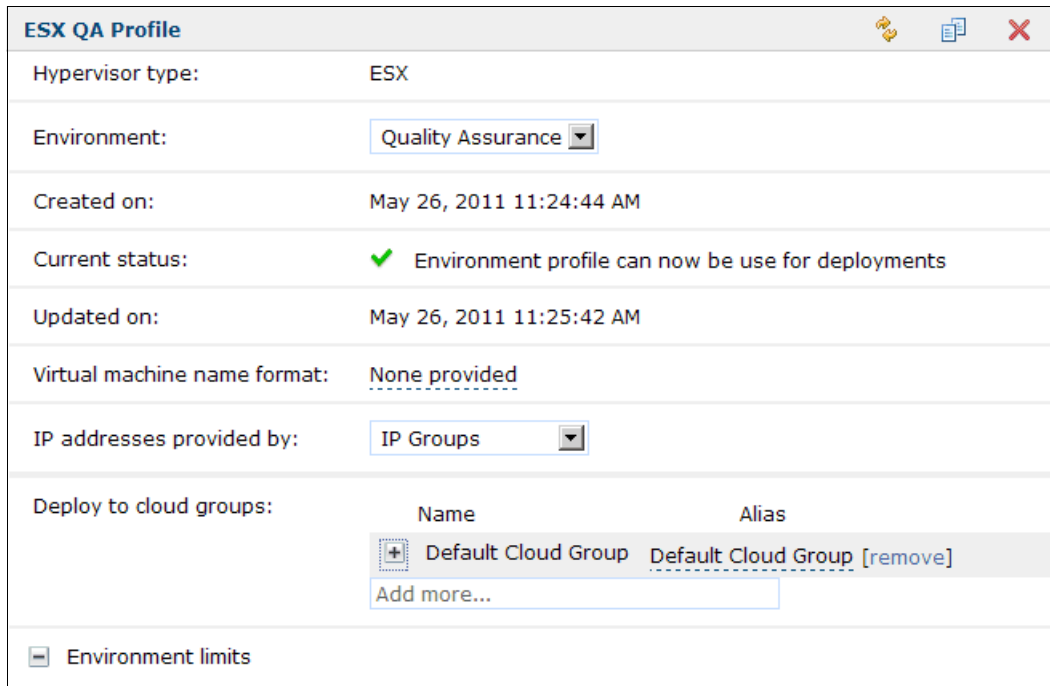 ESX QA Profile
Hypervisor type: ESX
Environment: Quality Assurance
Created on: May 26, 2011 11:24:44 AM
Current status: Environment profile can now be use for deployments
Updated on: May 26, 2011 11:25:42 AM
Virtual machine name format: None provided
IP addresses provided by: IP Groups
Deploy to cloud groups:
Name Alias
Default Cloud Group Default Cloud Group [remove]
Add more...
Environment limits